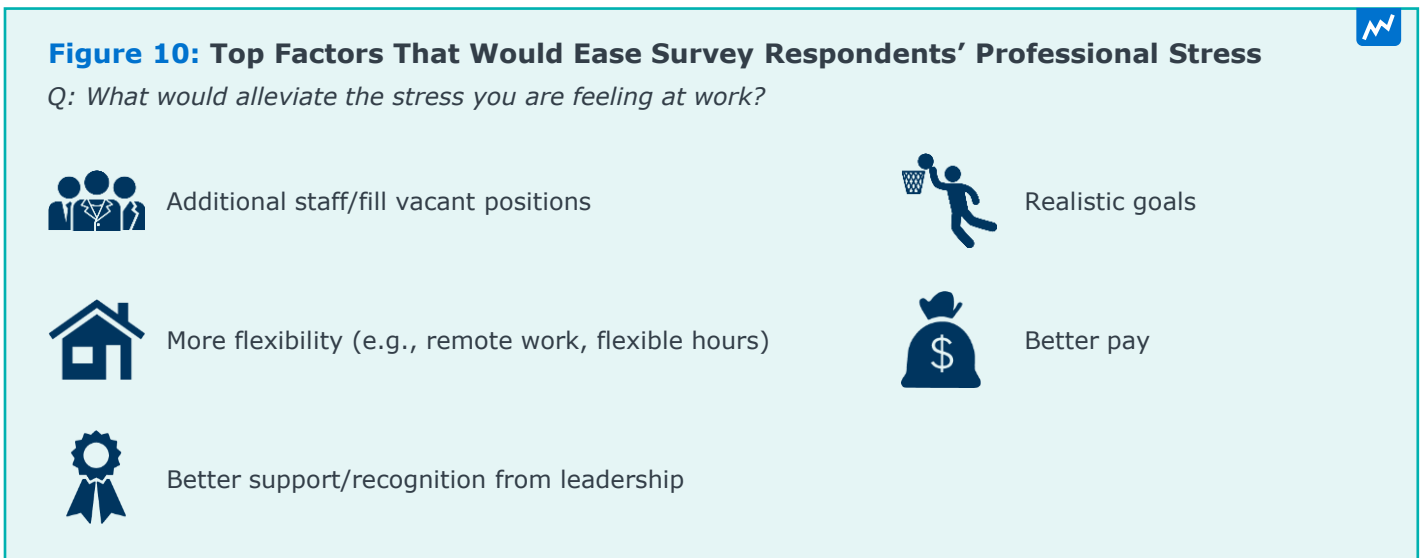 Figure 10: Top Factors That Would Ease Survey Respondents’ Professional Stress
Q: What would alleviate the stress you are feeling at work?
Additional staff/fill vacant positions
More flexibility (e.g., remote work, flexible hours)
Better support/recognition from leadership
Realistic goals
$
Better pay